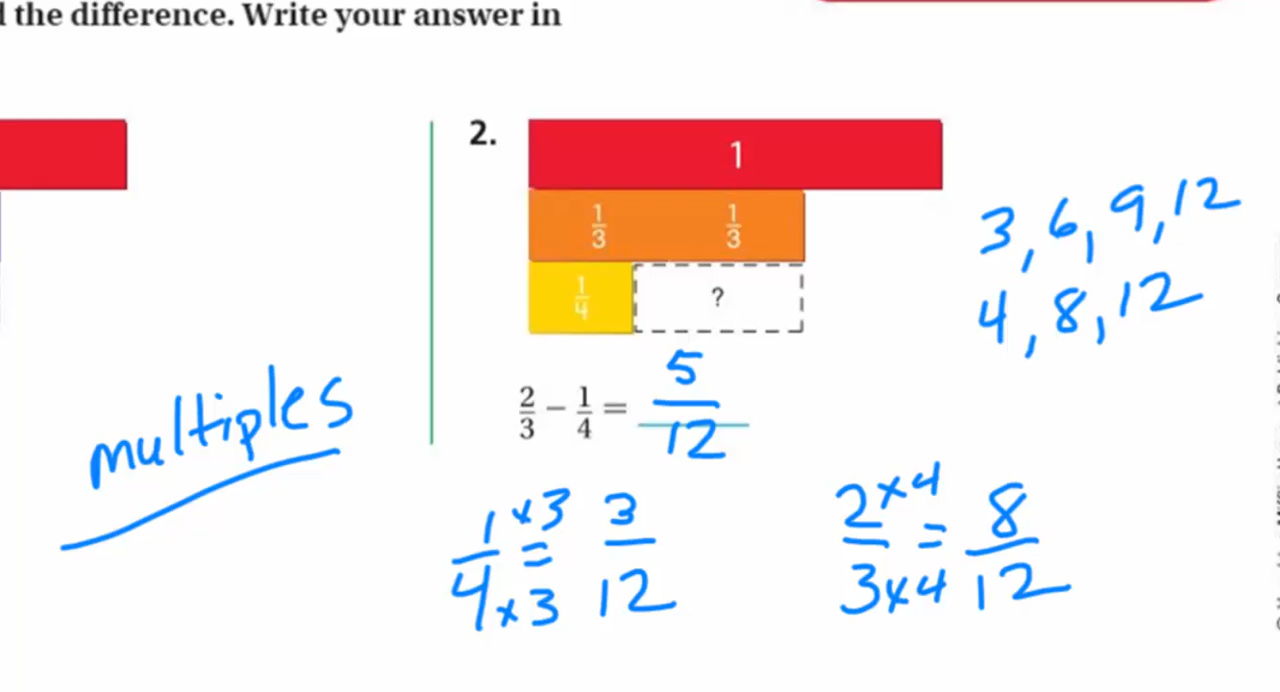 the difference. Write your answer in
2.
1
1/3 1/3
1/4 ?
3, 6, 9, 12
4, 8, 12
multiples
2/3 - 1/4 = 5/12
1/4 ×3 = ×3 3/12
2/3 ×4 = ×4 8/12